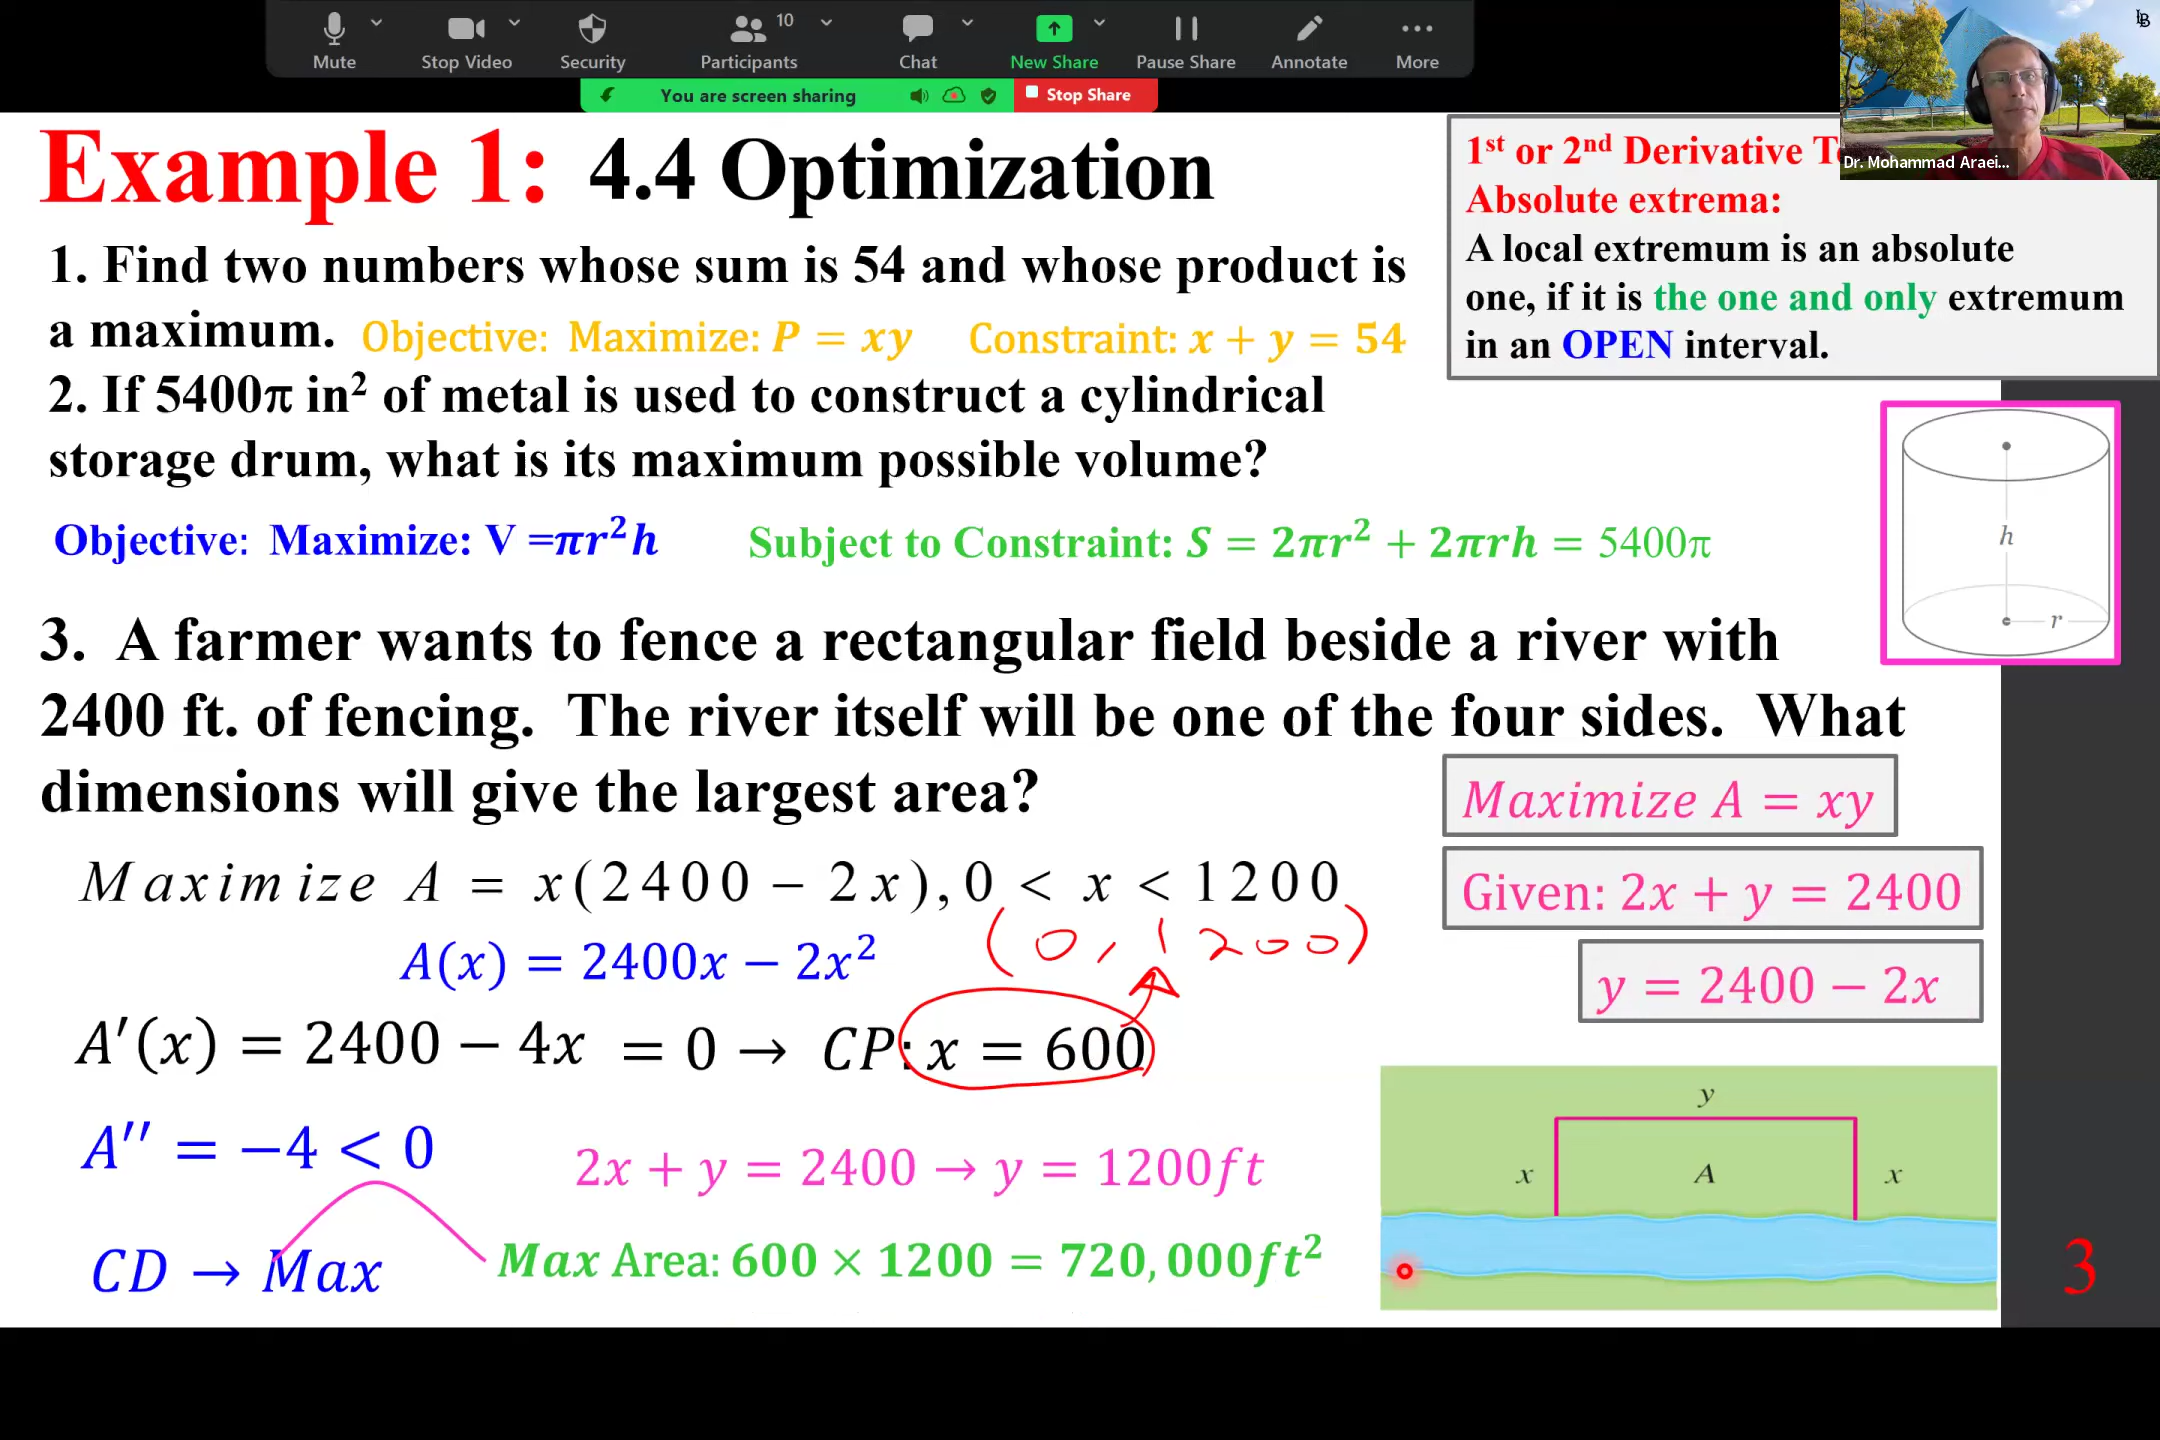 Mute
Stop Video
Security
Participants
10
Chat
New Share
Pause Share
Annotate
More
You are screen sharing
Stop Share
Dr. Mohammad Araei...
Example 1: 4.4 Optimization
1st or 2nd Derivative
Absolute extrema:
A local extremum is an absolute
one, if it is the one and only extremum
in an OPEN interval.
1. Find two numbers whose sum is 54 and whose product is
a maximum. Objective: Maximize: P = xy Constraint: x + y = 54
2. If 5400π in² of metal is used to construct a cylindrical
storage drum, what is its maximum possible volume?
Objective: Maximize: V =πr²h Subject to Constraint: S = 2πr² + 2πrh = 5400π
h
r
3. A farmer wants to fence a rectangular field beside a river with
2400 ft. of fencing. The river itself will be one of the four sides. What
dimensions will give the largest area?
Maximize A = xy
Given: 2x + y = 2400
y = 2400 − 2x
Maximize A = x(2400 − 2x), 0 < x < 1200
(0, 1200)
A(x) = 2400x − 2x²
A′(x) = 2400 − 4x = 0 → CP: x = 600
A″ = −4 < 0
2x + y = 2400 → y = 1200ft
CD → Max
Max Area: 600 × 1200 = 720,000ft²
y
x A x
3